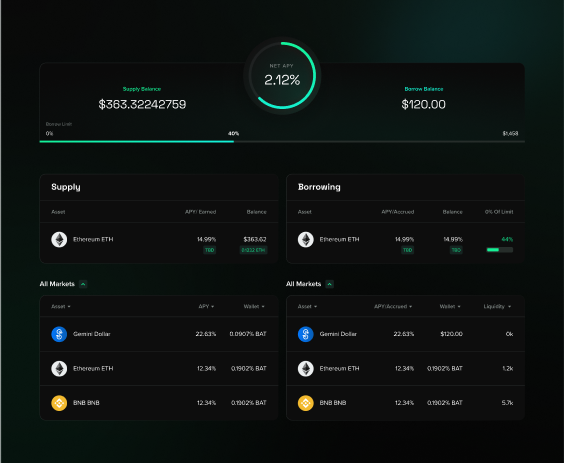 NET APY
2.12%
Supply Balance
$363.32242759
Borrow Balance
$120.00
Borrow Limit
0%
40%
$1,458
Supply
Asset
APY/ Earned
Balance
Ethereum ETH
14.99%
$363.62
TBD
Borrowing
Asset
APY/Accrued
Balance
0% Of Limit
Ethereum ETH
14.99%
14.99%
44%
TBD
TBD
All Markets
Asset
APY
Wallet
Gemini Dollar
22.63%
0.0907% BAT
Ethereum ETH
12.34%
0.1902% BAT
BNB BNB
12.34%
0.1902% BAT
All Markets
Asset
APY/Accrued
Wallet
Liquidity
Gemini Dollar
22.63%
$120.00
0k
Ethereum ETH
12.34%
0.1902% BAT
1.2k
BNB BNB
12.34%
0.1902% BAT
5.7k